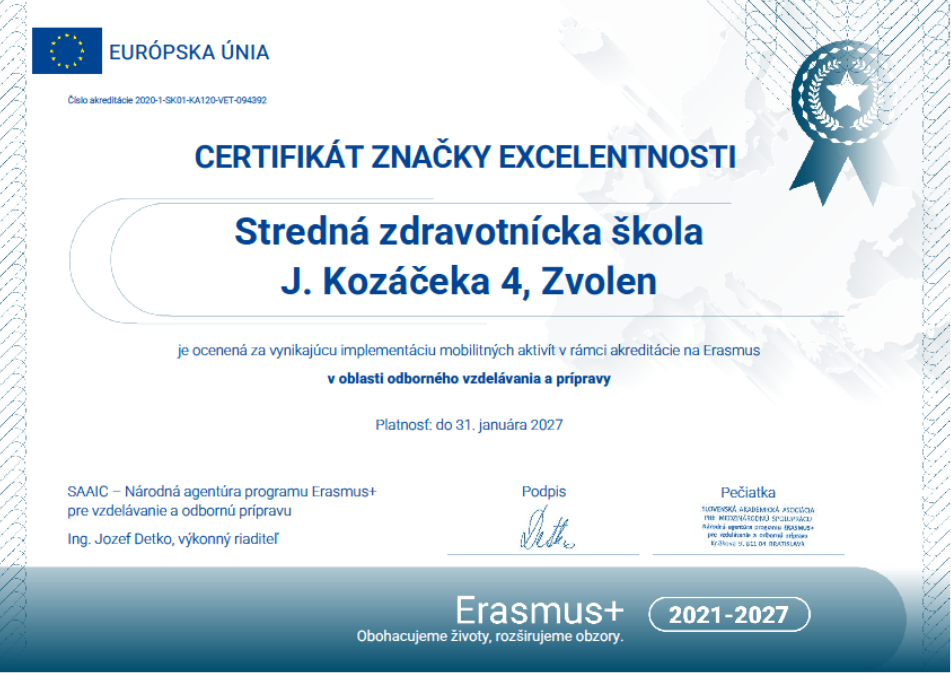 EURÓPSKA ÚNIA
Číslo akreditácie 2020-1-SK01-KA120-VET-094392
CERTIFIKÁT ZNAČKY EXCELENTNOSTI
Stredná zdravotnícka škola
J. Kozáčeka 4, Zvolen
je ocenená za vynikajúcu implementáciu mobilitných aktivít v rámci akreditácie na Erasmus
v oblasti odborného vzdelávania a prípravy
Platnosť: do 31. januára 2027
SAAIC – Národná agentúra programu Erasmus+
pre vzdelávanie a odbornú prípravu
Ing. Jozef Detko, výkonný riaditeľ
Podpis
Detko
Pečiatka
SLOVENSKÁ AKADEMICKÁ ASOCIÁCIA
PRE MEDZINÁRODNÚ SPOLUPRÁCU
Národná agentúra programu ERASMUS+
pre vzdelávanie a odbornú prípravu
9, 811 04 BRATISLAVA
Erasmus+
2021-2027
Obohacujeme životy, rozširujeme obzory.